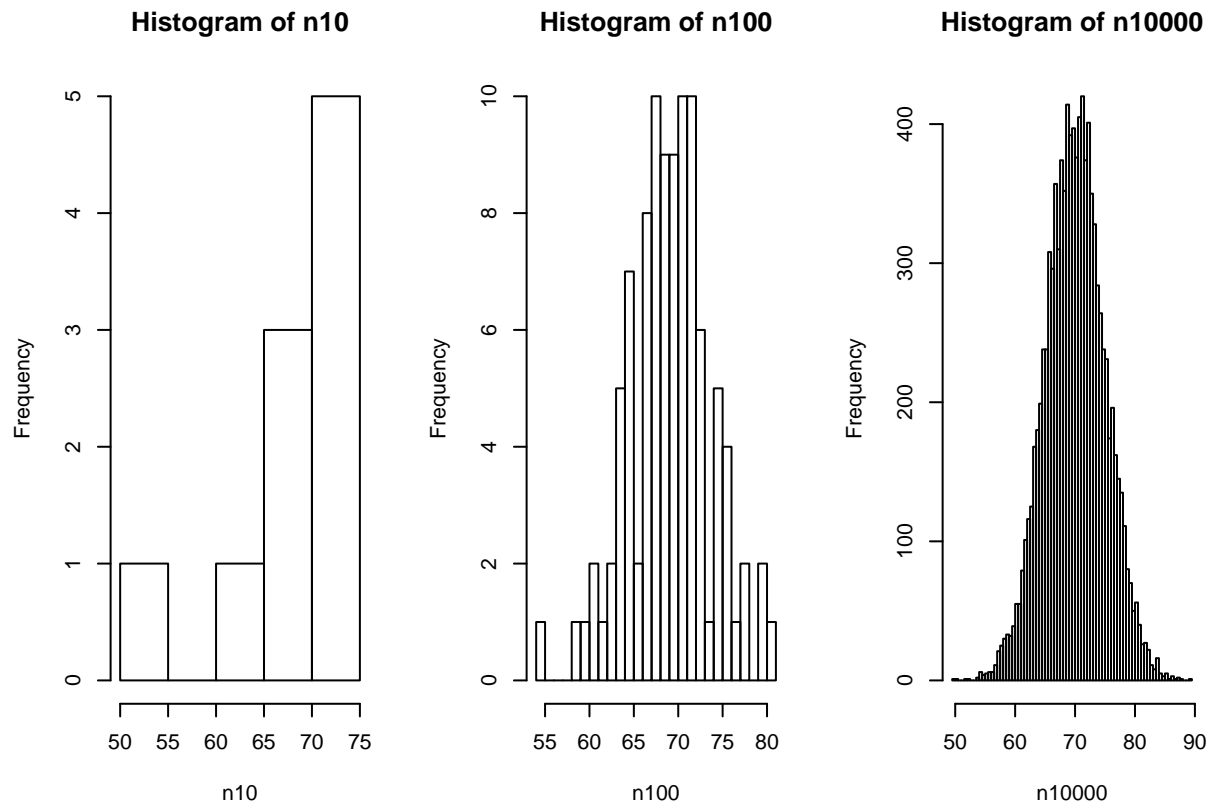 Histogram of n10
Frequency
5
4
3
2
1
0
50 55 60 65 70 75
n10
Histogram of n100
Frequency
10
8
6
4
2
0
55 60 65 70 75 80
n100
Histogram of n10000
Frequency
400
300
200
100
0
50 60 70 80 90
n10000